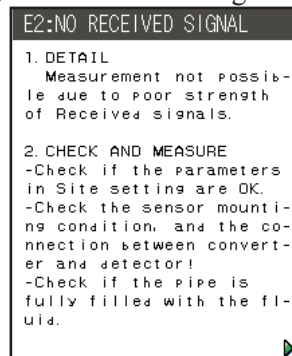 E2:NO RECEIVED SIGNAL
1. DETAIL
Measurement not possib-
le due to poor strength
of Received signals.
2. CHECK AND MEASURE
-Check if the parameters
in Site setting are OK.
-Check the sensor mounti-
ng condition, and the co-
nnection between convert-
er and detector!
-Check if the pipe is
fully filled with the fl-
uid.